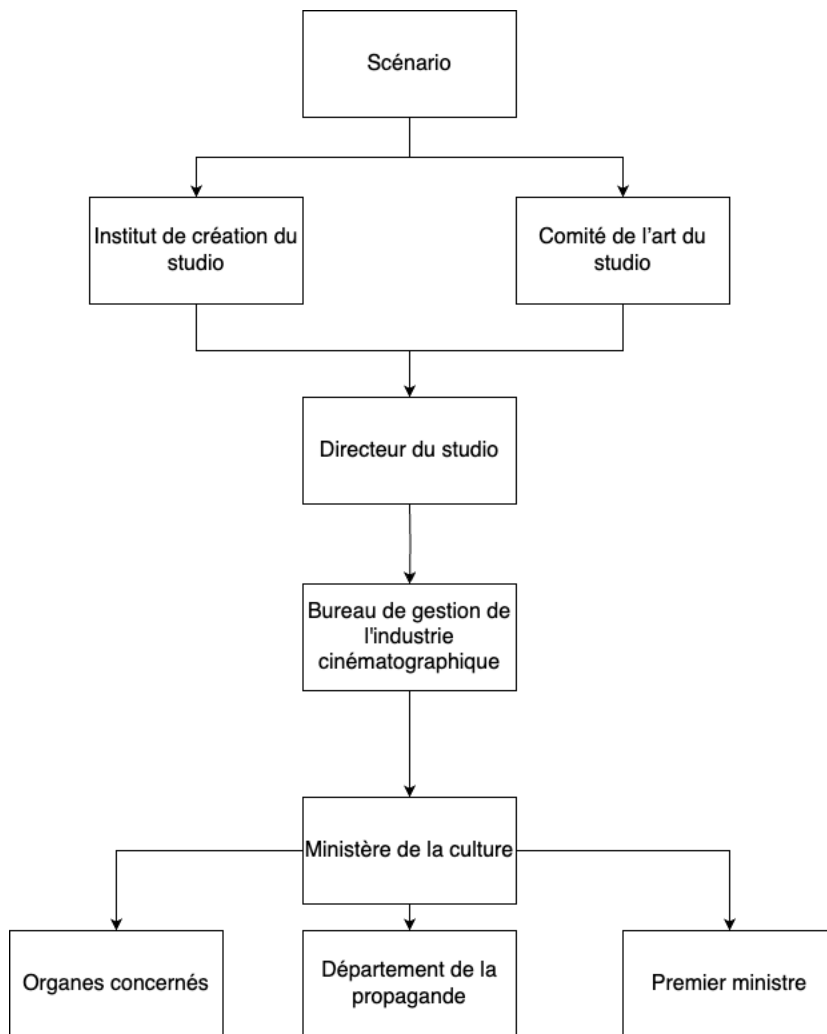 Scénario
Institut de création du
studio
Comité de l'art du
studio
Directeur du studio
Bureau de gestion de
l'industrie
cinématographique
Ministère de la culture
Organes concernés
Département de la
propagande
Premier ministre